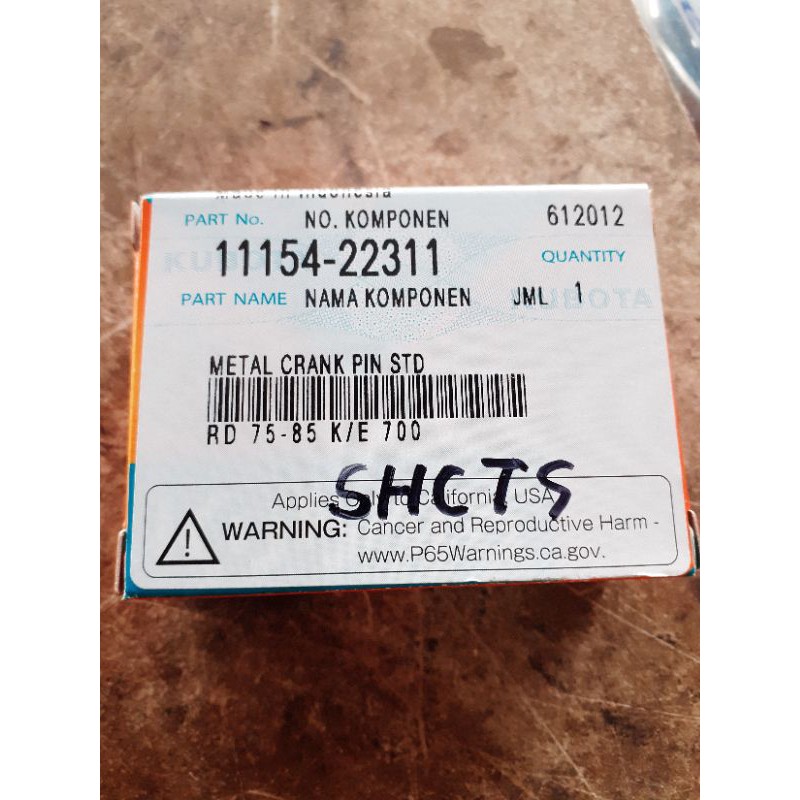 Made in Indonesia
PART No. NO. KOMPONEN 612012
11154-22311 QUANTITY
PART NAME NAMA KOMPONEN JML 1
KUBOTA
METAL CRANK PIN STD
RD 75-85 K/E 700
SHCTS
Applies Only to California, USA
WARNING: Cancer and Reproductive Harm -
www.P65Warnings.ca.gov.